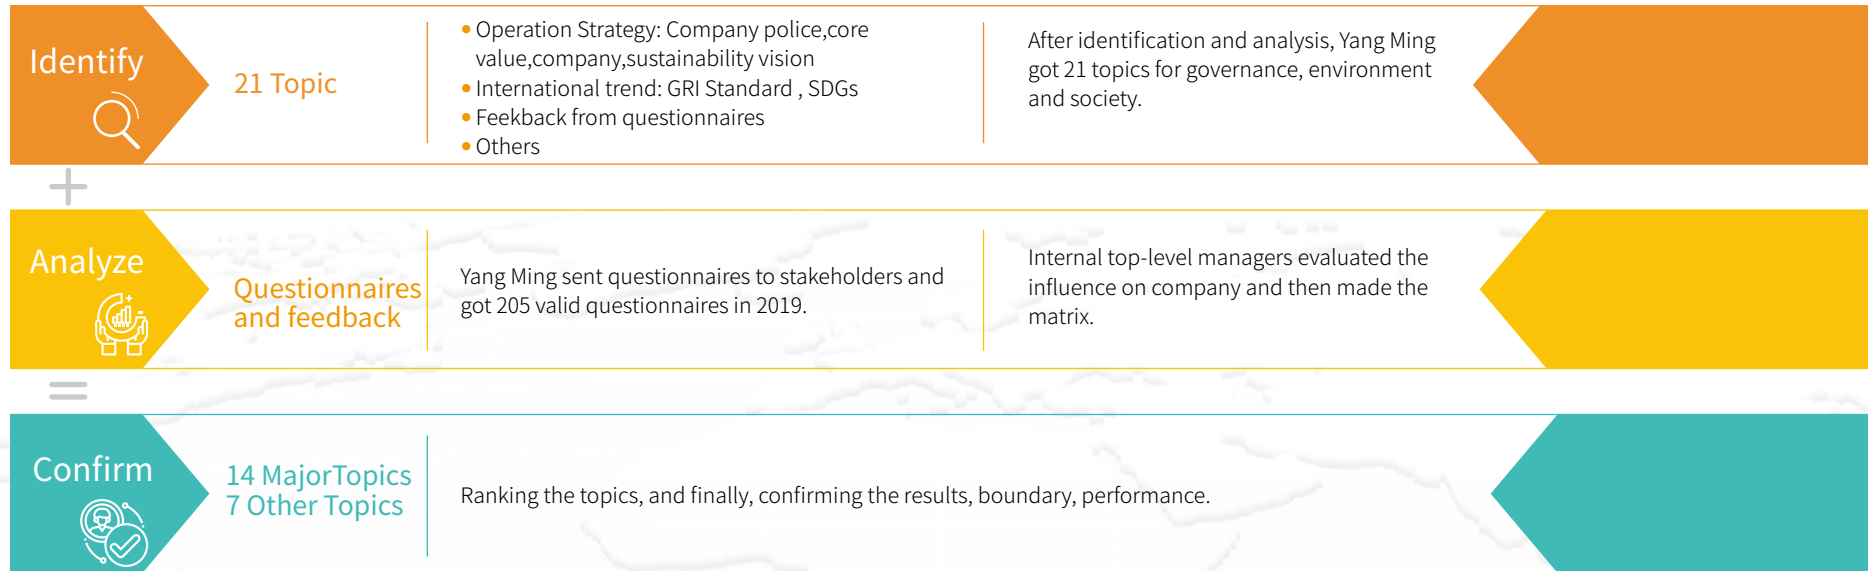 Identify
21 Topic
• Operation Strategy: Company police,core
value,company,sustainability vision
• International trend: GRI Standard , SDGs
• Feekback from questionnaires
• Others
After identification and analysis, Yang Ming
got 21 topics for governance, environment
and society.
+
Analyze
Questionnaires
and feedback
Yang Ming sent questionnaires to stakeholders and
got 205 valid questionnaires in 2019.
Internal top-level managers evaluated the
influence on company and then made the
matrix.
=
Confirm
14 MajorTopics
7 Other Topics
Ranking the topics, and finally, confirming the results, boundary, performance.